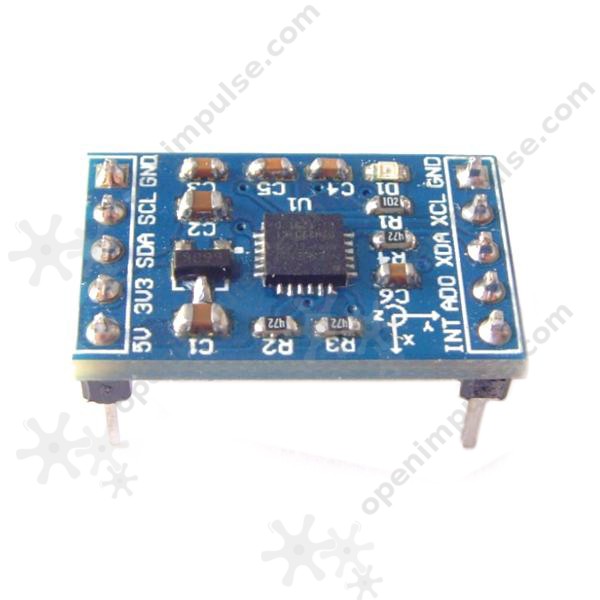 openimpulse.com
openimpulse.com
GND
SCL
SDA
3V3
5V
C3
C5
C4
D1
U1
C2
102
R1
472
R4
C6
C1
472
R2
472
R3
Z
Y
X
GND
XCL
XDA
AD0
INT
openimpulse.com
openimpulse.com